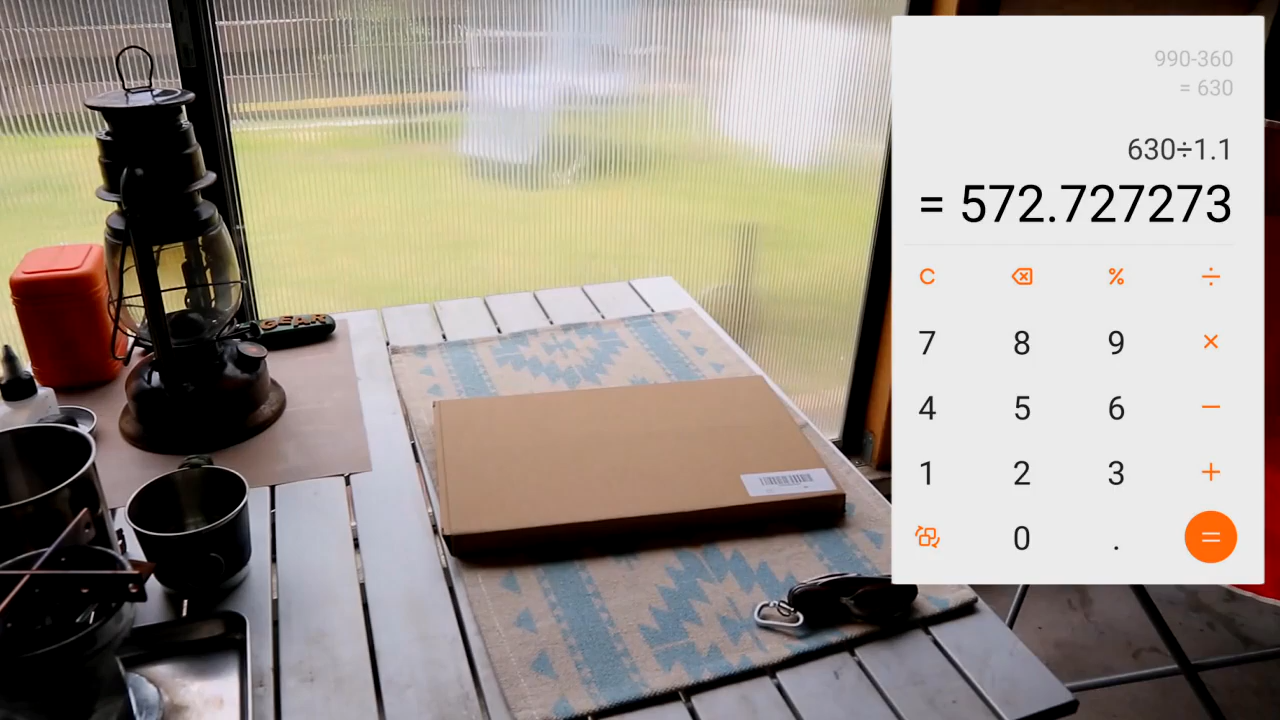 990-360
= 630
630÷1.1
= 572.727273
C % ÷
7 8 9 ×
4 5 6 −
1 2 3 +
0 . =
GEAR